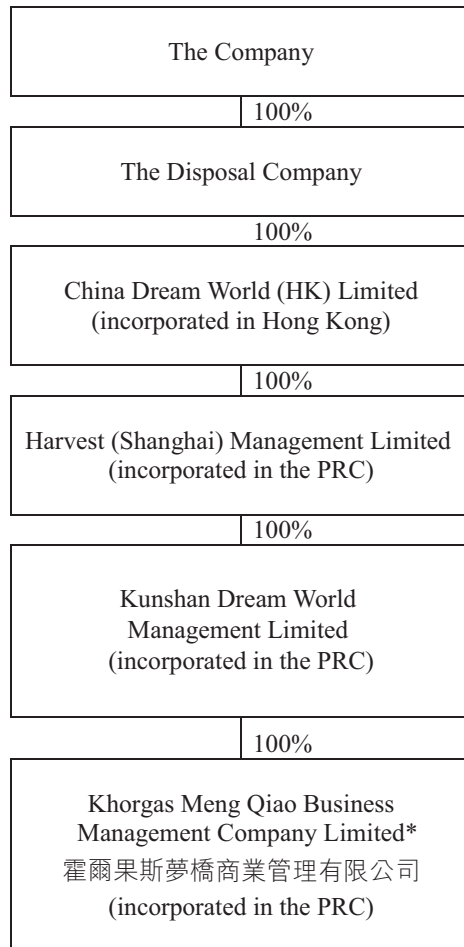 The Company
100%
The Disposal Company
100%
China Dream World (HK) Limited
(incorporated in Hong Kong)
100%
Harvest (Shanghai) Management Limited
(incorporated in the PRC)
100%
Kunshan Dream World
Management Limited
(incorporated in the PRC)
100%
Khorgas Meng Qiao Business
Management Company Limited*
霍爾果斯夢橋商業管理有限公司
(incorporated in the PRC)